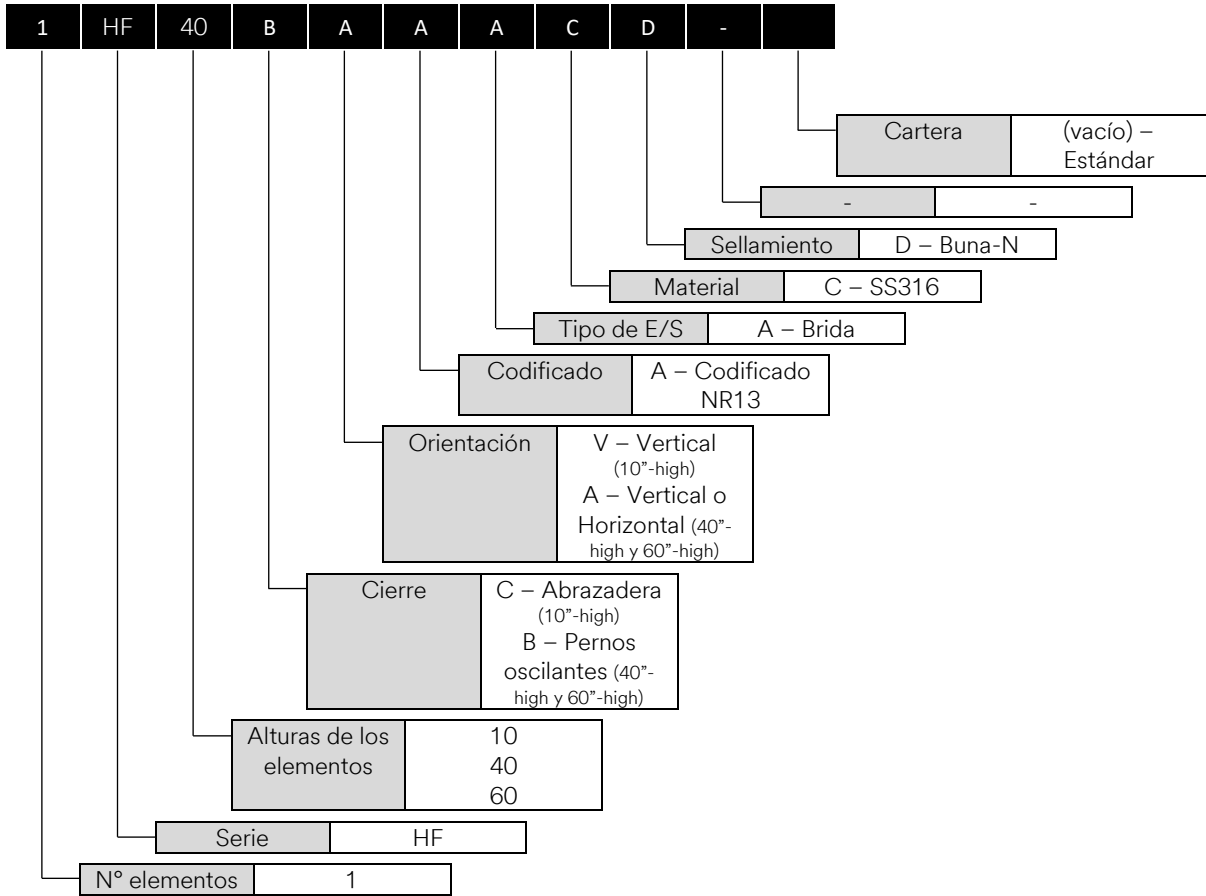 1 HF 40 B A A A C D -
Cartera
(vacío) –
Estándar
- -
Sellamiento D – Buna-N
Material C – SS316
Tipo de E/S A – Brida
Codificado
A – Codificado
NR13
Orientación
V – Vertical
(10”-high)
A – Vertical o
Horizontal (40”-
high y 60”-high)
Cierre
C – Abrazadera
(10”-high)
B – Pernos
oscilantes (40”-
high y 60”-high)
Alturas de los
elementos
10
40
60
Serie HF
N° elementos 1